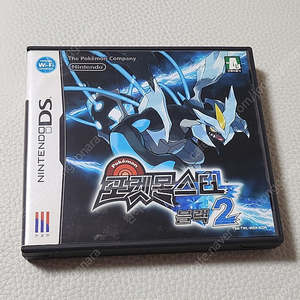 Wi-Fi
The Pokémon Company
Nintendo
NINTENDO DS
Pokémon
포켓몬스터
블랙 2